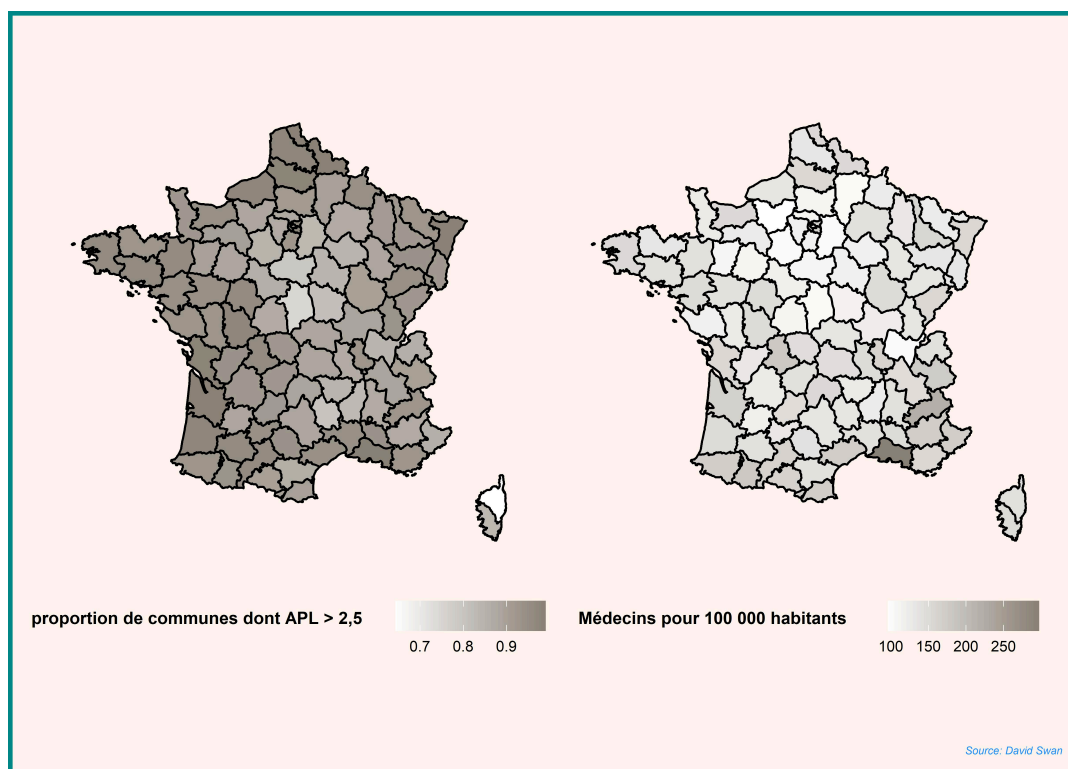 proportion de communes dont APL > 2,5
0.7 0.8 0.9
Médecins pour 100 000 habitants
100 150 200 250
Source: David Swan